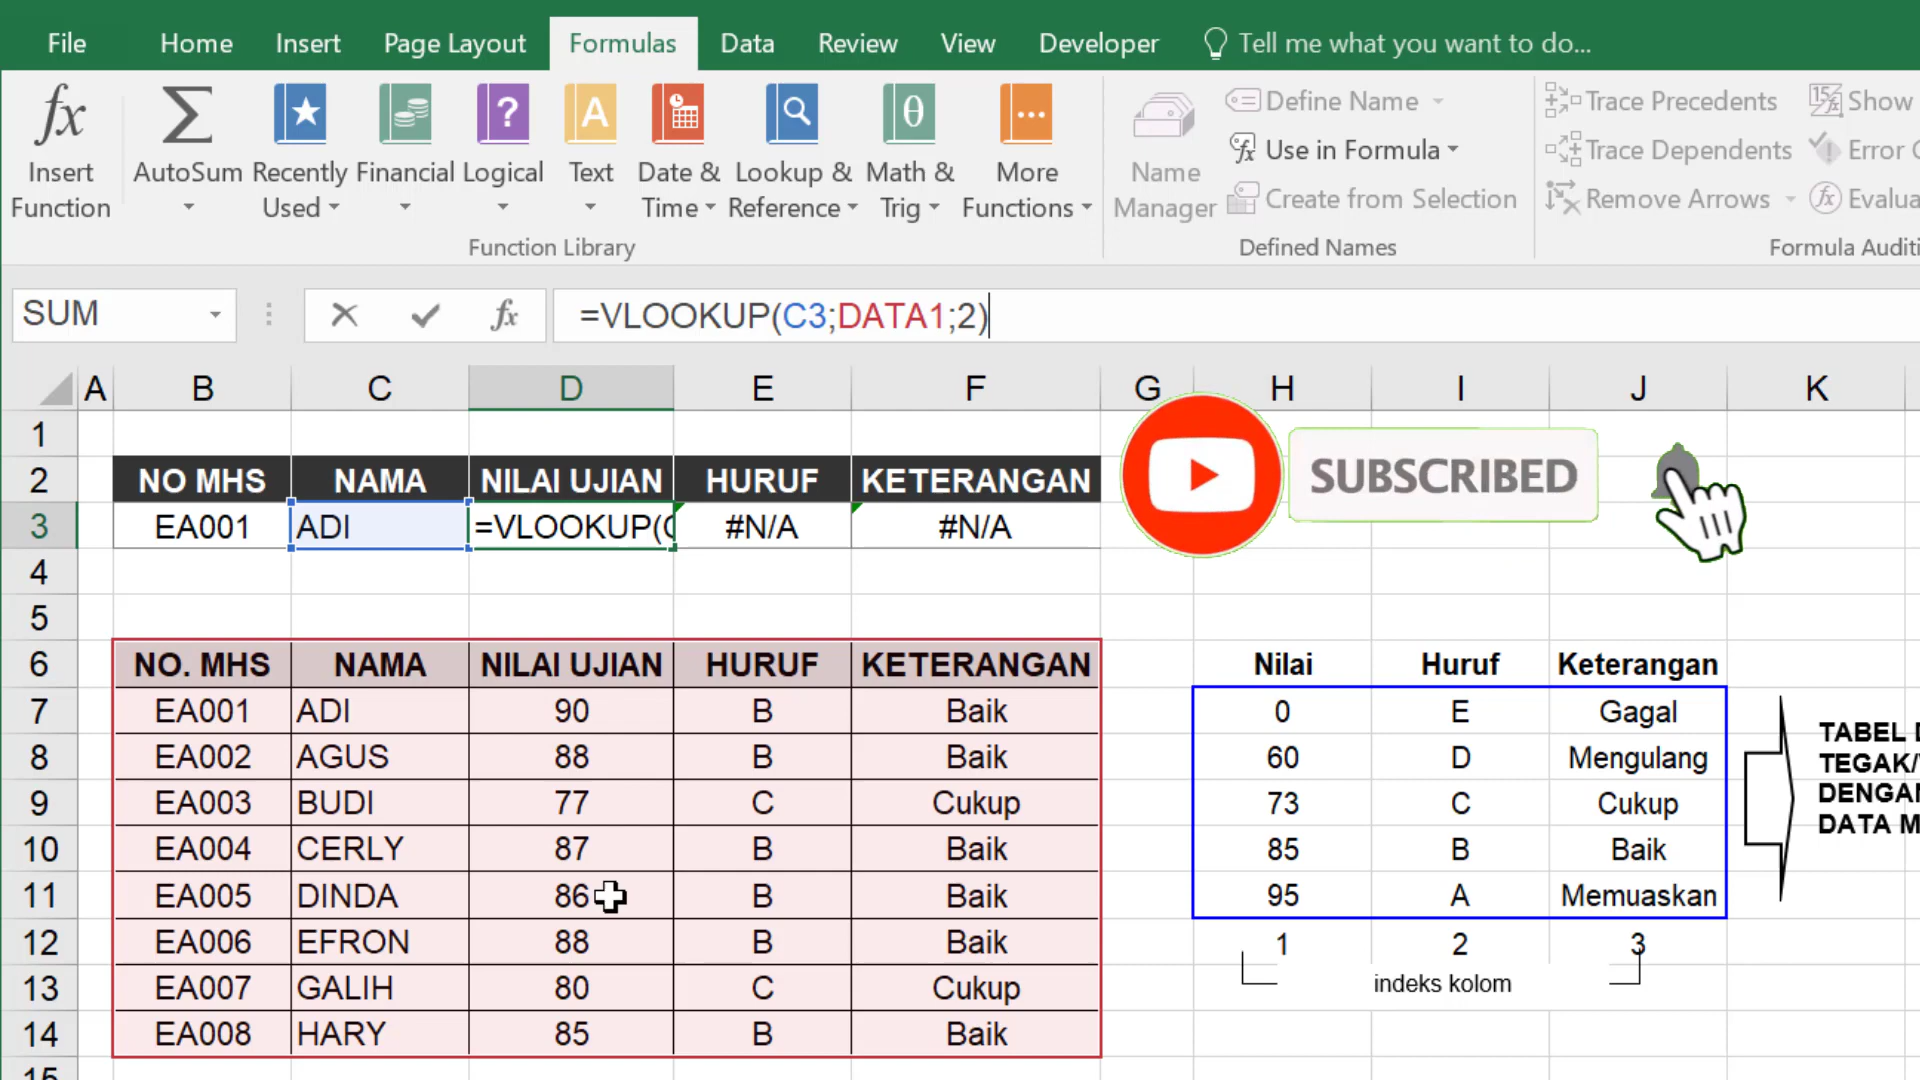 File Home Insert Page Layout Formulas Data Review View Developer Tell me what you want to do...
fx AutoSum Recently Used Financial Logical Text Date & Time Lookup & Reference Math & Trig More Functions Name Manager
Insert Function
Function Library
Define Name
Use in Formula
Create from Selection
Defined Names
Trace Precedents Show
Trace Dependents Error
Remove Arrows Evalua
Formula Auditi
SUM fx =VLOOKUP(C3;DATA1;2)
A B C D E F G H I J K
1
2 NO MHS NAMA NILAI UJIAN HURUF KETERANGAN
SUBSCRIBED
3 EA001 ADI =VLOOKUP(C #N/A #N/A
4
5
6 NO. MHS NAMA NILAI UJIAN HURUF KETERANGAN Nilai Huruf Keterangan
7 EA001 ADI 90 B Baik 0 E Gagal
8 EA002 AGUS 88 B Baik 60 D Mengulang
9 EA003 BUDI 77 C Cukup 73 C Cukup
10 EA004 CERLY 87 B Baik 85 B Baik
11 EA005 DINDA 86 B Baik 95 A Memuaskan
12 EA006 EFRON 88 B Baik 1 2 3
13 EA007 GALIH 80 C Cukup indeks kolom
14 EA008 HARY 85 B Baik
15
TABEL
TEGAK/
DENGAN
DATA M